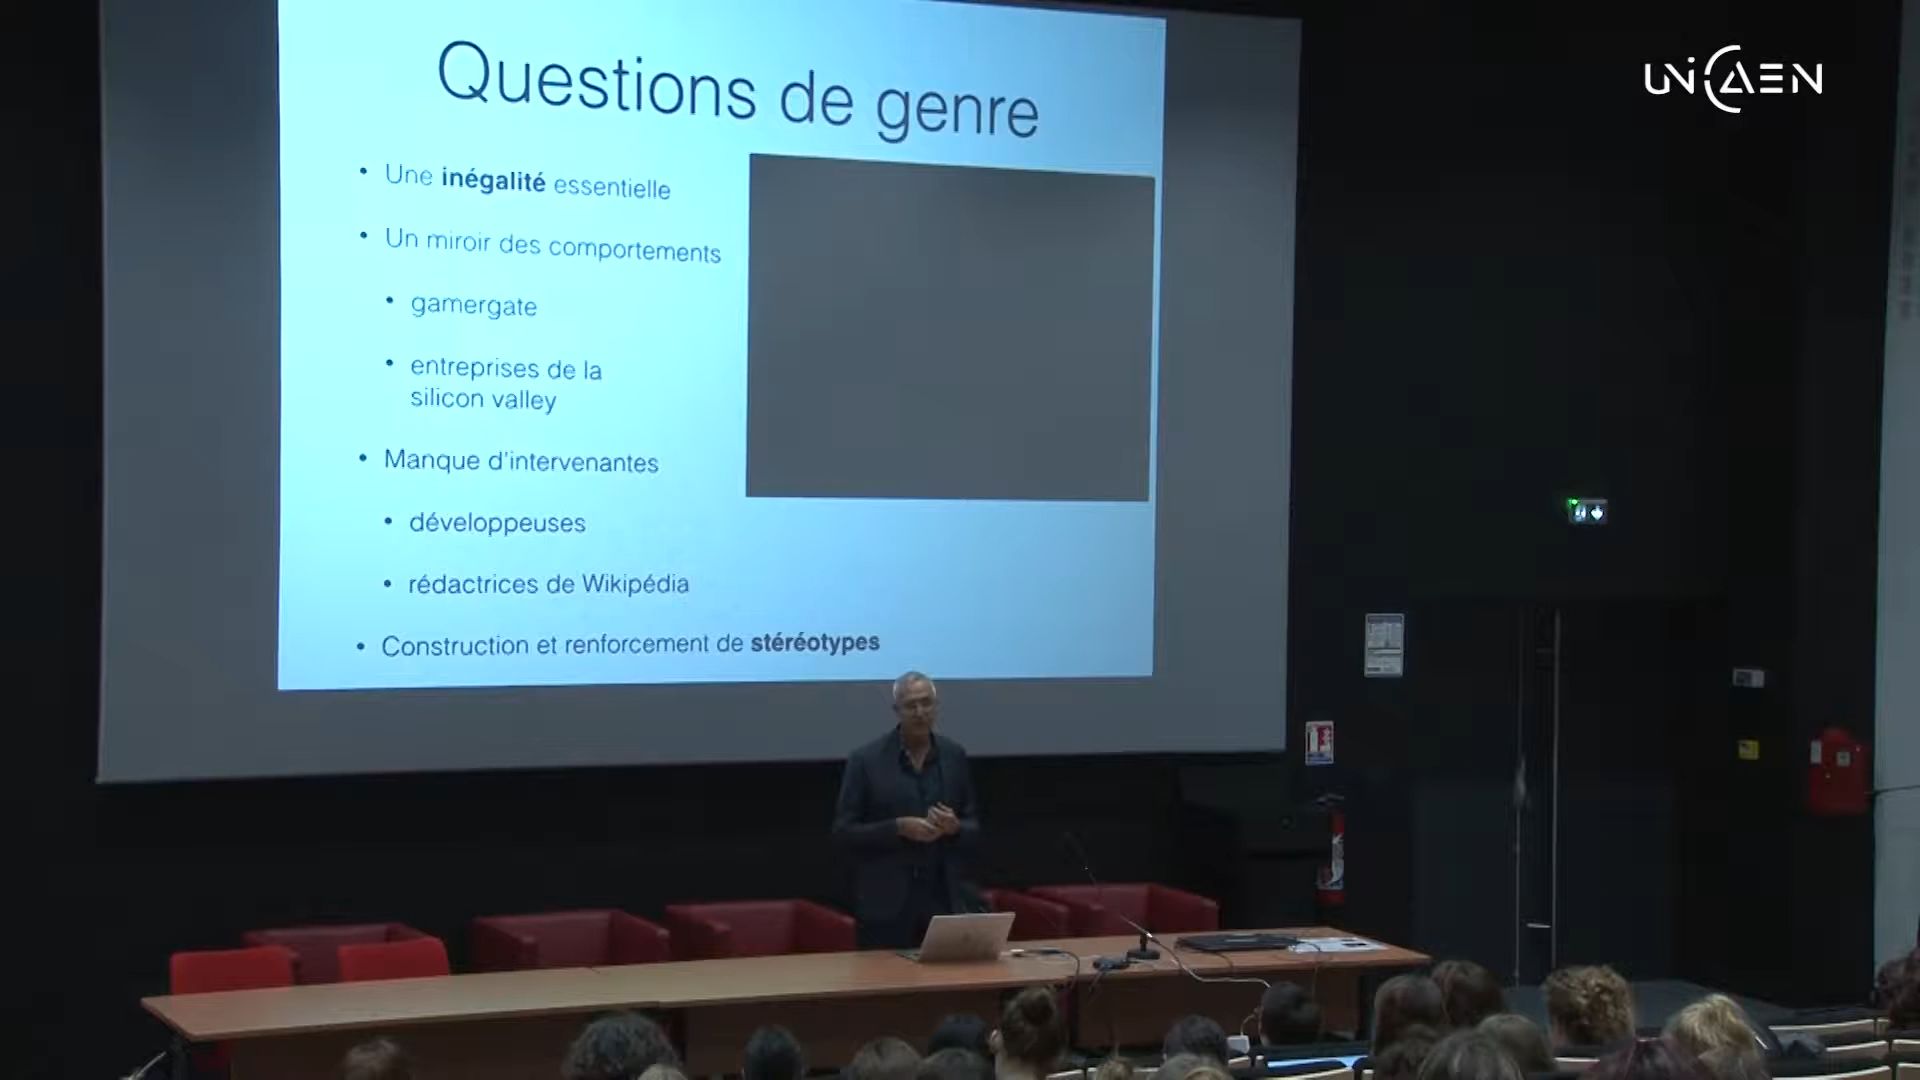 UNICAEN
Questions de genre
• Une inégalité essentielle
• Un miroir des comportements
• gamergate
• entreprises de la
silicon valley
• Manque d'intervenantes
• développeuses
• rédactrices de Wikipédia
• Construction et renforcement de stéréotypes